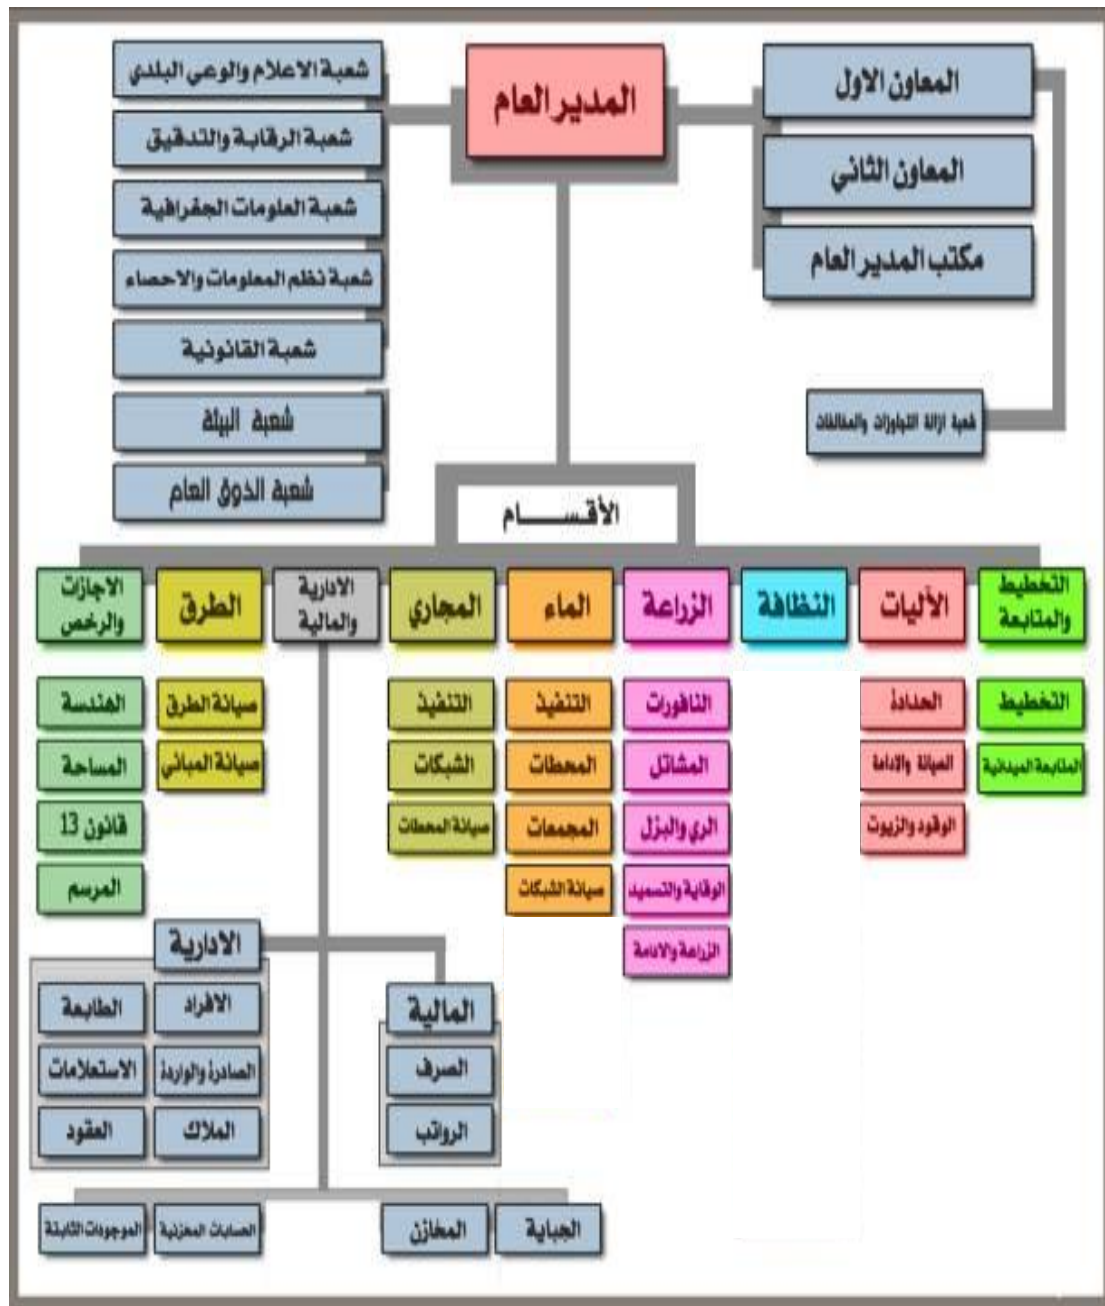 المدير العام
المعاون الاول
المعاون الثاني
مكتب المدير العام
شعبة ازالة التجاوزات والمخالفات
شعبة الاعلام والوعي البلدي
شعبة الرقابة والتدقيق
شعبة العلومات الجغرافية
شعبة نظم المعلومات والاحصاء
شعبة القانونية
شعبة البيئة
شعبة الذوق العام
الأقسام
التخطيط
والمتابعة
التخطيط
المتابعة الميدانية
الأليات
الحدادة
الصيانة والادامة
الوقود والزيوت
النظافة
الزراعة
النافورات
المشاتل
الري والبزل
الوقاية والتسميد
الزراعة والادامة
الماء
التنفيذ
المحطات
المجمعات
صيانة الشبكات
المجاري
التنفيذ
الشبكات
صيانة المحطات
الادارية
والمالية
الطرق
صيانة الطرق
صيانة المباني
الاجازات
والرخص
الهندسة
المساحة
قانون 13
المرسم
المالية
الصرف
الرواتب
الادارية
الافراد
الطابعة
الصادرة والواردة
الاستعلامات
الملاك
العقود
الجباية
المخازن
الحسابات المخزنية
الموجودات الثابتة